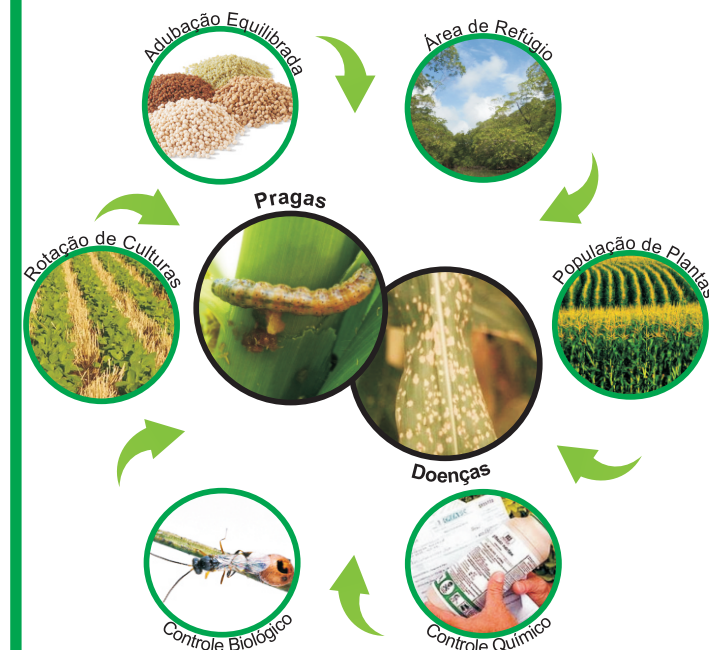 Adubação Equilibrada
Área de Refúgio
Pragas
Rotação de Culturas
População de Plantas
Doenças
Controle Biológico
Controle Químico